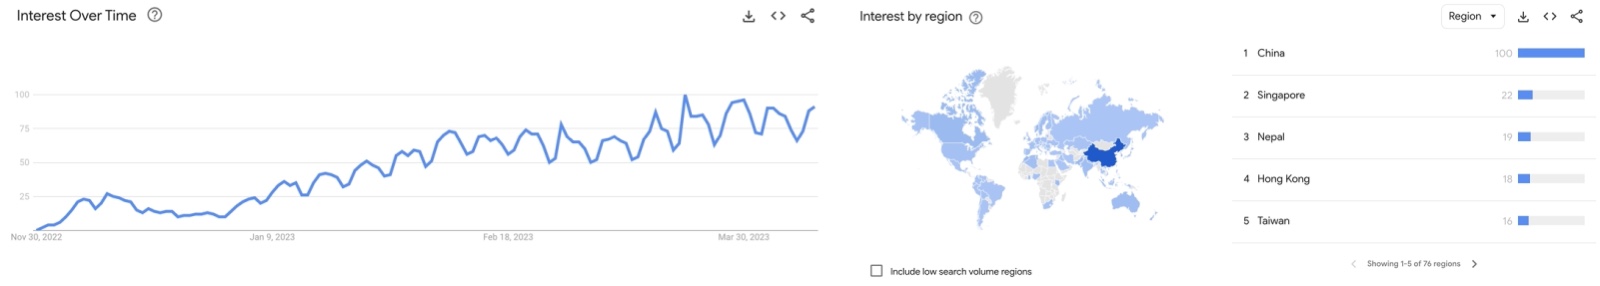 Interest Over Time
100
75
50
25
Nov 30, 2022 Jan 9, 2023 Feb 18, 2023 Mar 30, 2023
Interest by region
Region
1 China 100
2 Singapore 22
3 Nepal 19
4 Hong Kong 18
5 Taiwan 16
Include low search volume regions
Showing 1-5 of 76 regions